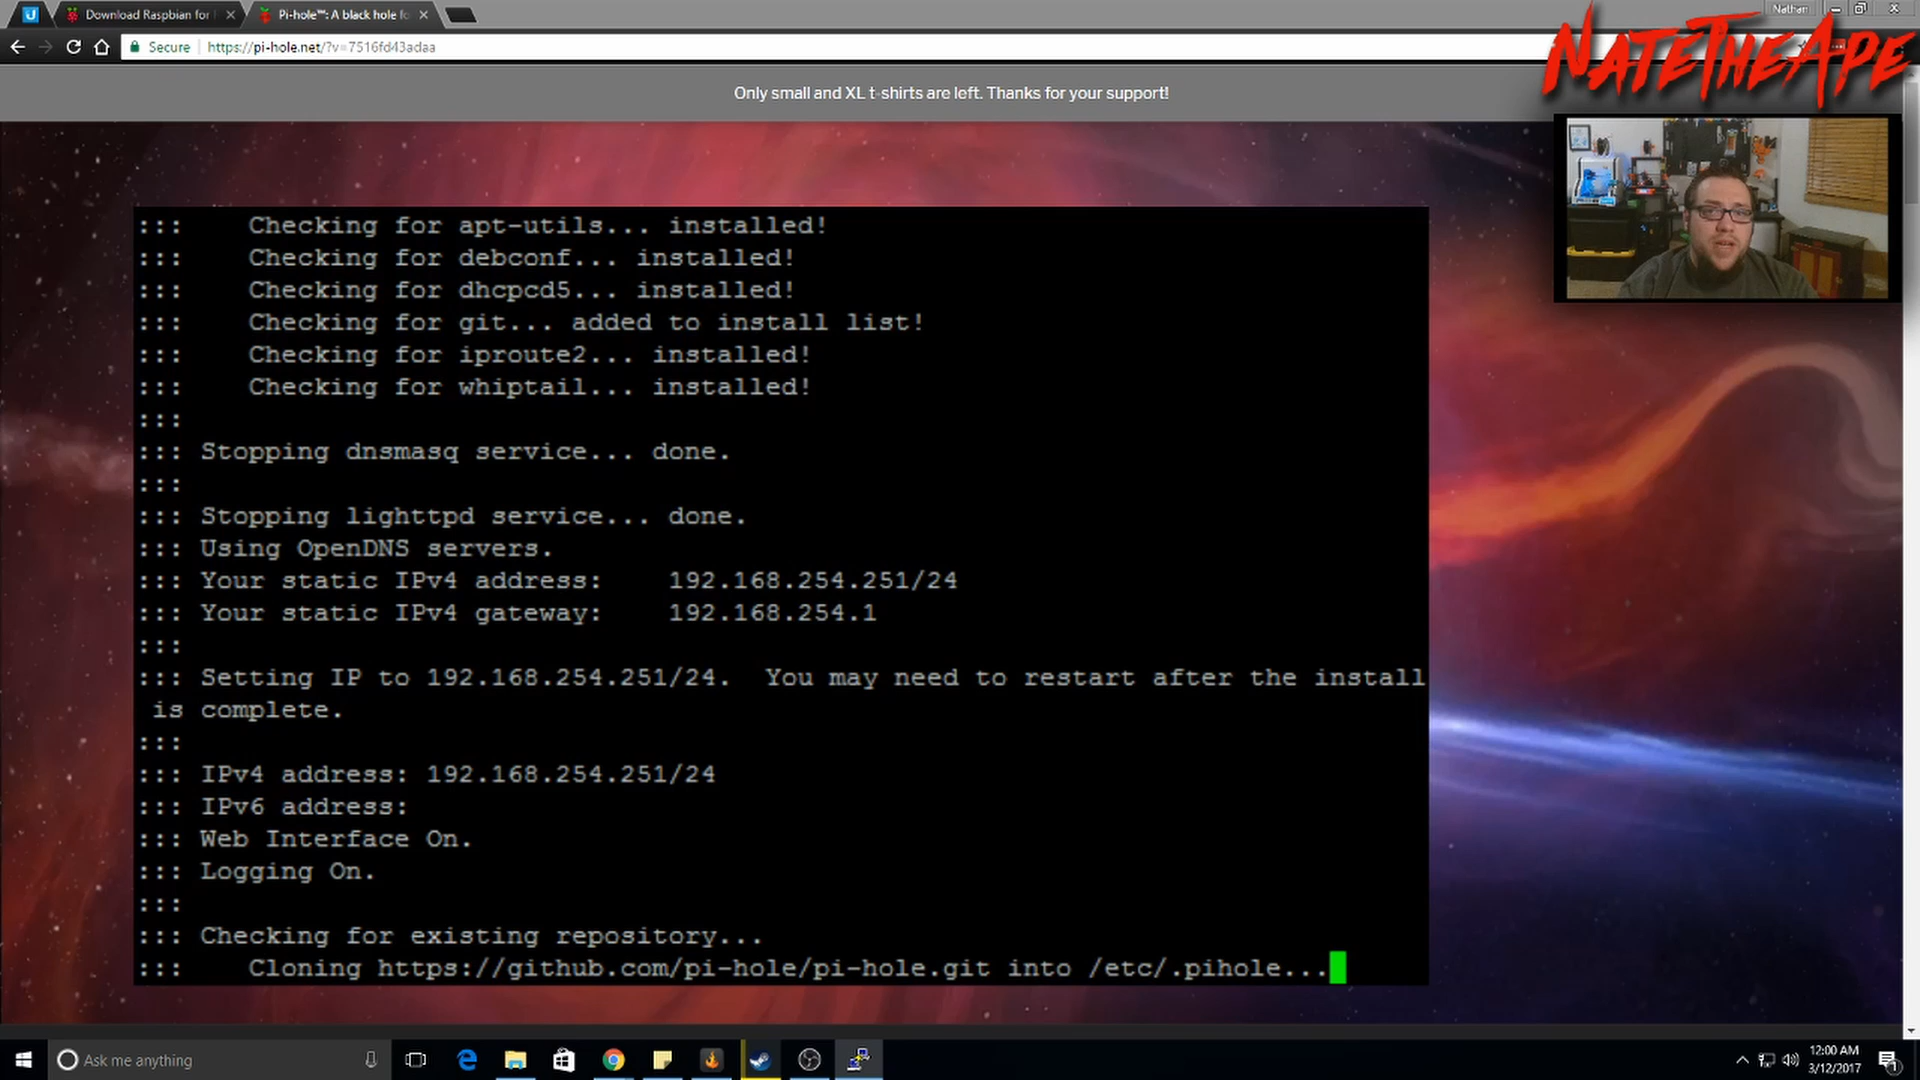 Download Raspbian for
Pi-hole™: A black hole fo
Nathan
Secure
https://pi-hole.net/?v=7516fd43adaa
NateTheApe
Only small and XL t-shirts are left. Thanks for your support!
::: Checking for apt-utils... installed!
::: Checking for debconf... installed!
::: Checking for dhcpcd5... installed!
::: Checking for git... added to install list!
::: Checking for iproute2... installed!
::: Checking for whiptail... installed!
:::
::: Stopping dnsmasq service... done.
:::
::: Stopping lighttpd service... done.
::: Using OpenDNS servers.
::: Your static IPv4 address: 192.168.254.251/24
::: Your static IPv4 gateway: 192.168.254.1
:::
::: Setting IP to 192.168.254.251/24. You may need to restart after the install
is complete.
:::
::: IPv4 address: 192.168.254.251/24
::: IPv6 address:
::: Web Interface On.
::: Logging On.
:::
::: Checking for existing repository...
::: Cloning https://github.com/pi-hole/pi-hole.git into /etc/.pihole...
Ask me anything
12:00 AM
3/12/2017